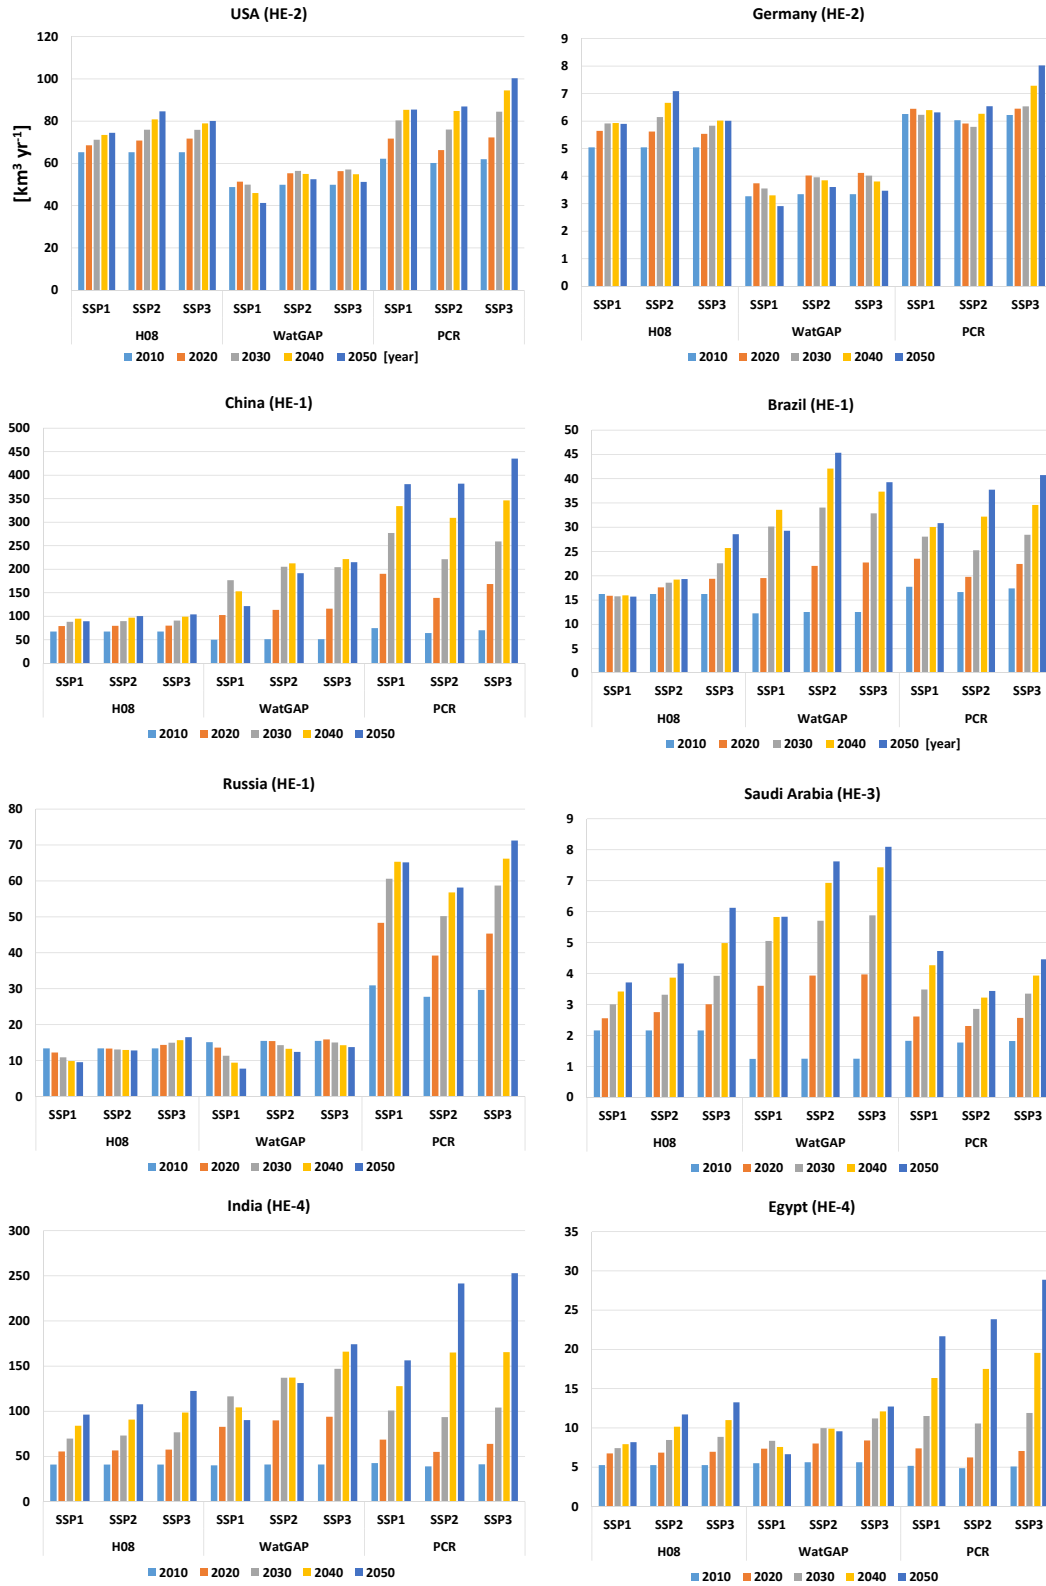 USA (HE-2)
[km³ yr⁻¹]
120
100
80
60
40
20
0
SSP1 SSP2 SSP3 SSP1 SSP2 SSP3 SSP1 SSP2 SSP3
H08 WatGAP PCR
2010 2020 2030 2040 2050 [year]
Germany (HE-2)
9
8
7
6
5
4
3
2
1
0
SSP1 SSP2 SSP3 SSP1 SSP2 SSP3 SSP1 SSP2 SSP3
H08 WatGAP PCR
2010 2020 2030 2040 2050
China (HE-1)
500
450
400
350
300
250
200
150
100
50
0
SSP1 SSP2 SSP3 SSP1 SSP2 SSP3 SSP1 SSP2 SSP3
H08 WatGAP PCR
2010 2020 2030 2040 2050
Brazil (HE-1)
50
45
40
35
30
25
20
15
10
5
0
SSP1 SSP2 SSP3 SSP1 SSP2 SSP3 SSP1 SSP2 SSP3
H08 WatGAP PCR
2010 2020 2030 2040 2050 [year]
Russia (HE-1)
80
70
60
50
40
30
20
10
0
SSP1 SSP2 SSP3 SSP1 SSP2 SSP3 SSP1 SSP2 SSP3
H08 WatGAP PCR
2010 2020 2030 2040 2050
Saudi Arabia (HE-3)
9
8
7
6
5
4
3
2
1
0
SSP1 SSP2 SSP3 SSP1 SSP2 SSP3 SSP1 SSP2 SSP3
H08 WatGAP PCR
2010 2020 2030 2040 2050
India (HE-4)
300
250
200
150
100
50
0
SSP1 SSP2 SSP3 SSP1 SSP2 SSP3 SSP1 SSP2 SSP3
H08 WatGAP PCR
2010 2020 2030 2040 2050
Egypt (HE-4)
35
30
25
20
15
10
5
0
SSP1 SSP2 SSP3 SSP1 SSP2 SSP3 SSP1 SSP2 SSP3
H08 WatGAP PCR
2010 2020 2030 2040 2050